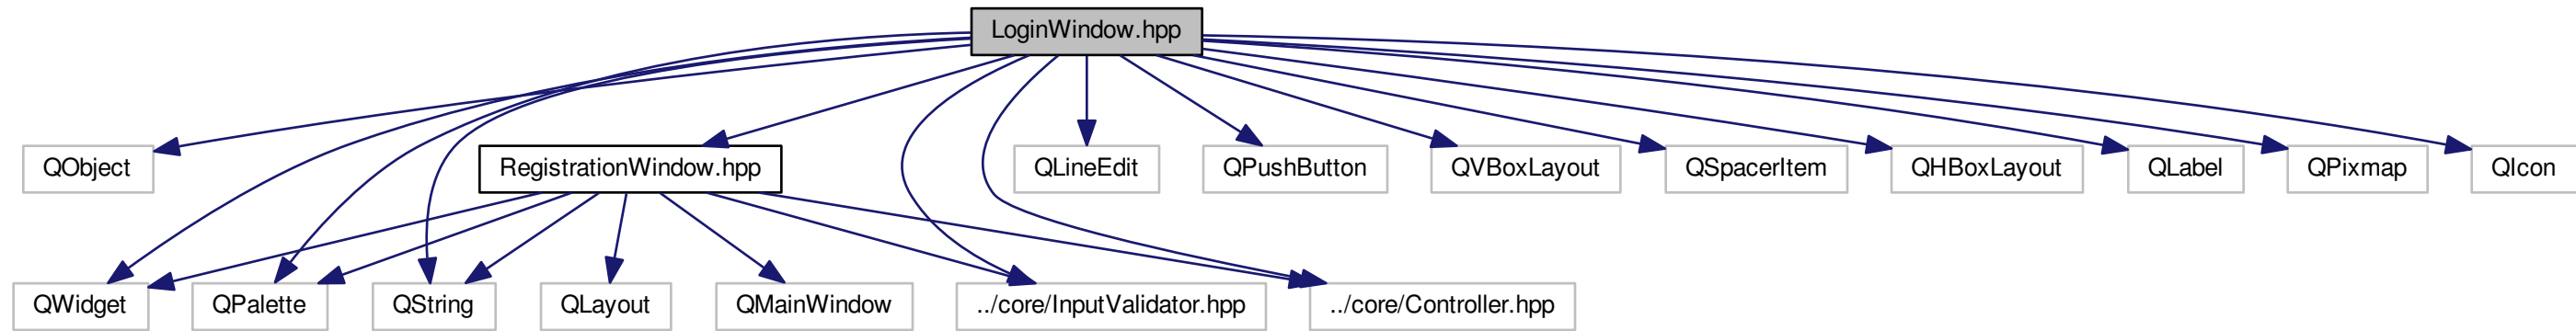 LoginWindow.hpp
QObject
RegistrationWindow.hpp
QLineEdit
QPushButton
QVBoxLayout
QSpacerItem
QHBoxLayout
QLabel
QPixmap
QIcon
QWidget
QPalette
QString
QLayout
QMainWindow
../core/InputValidator.hpp
../core/Controller.hpp